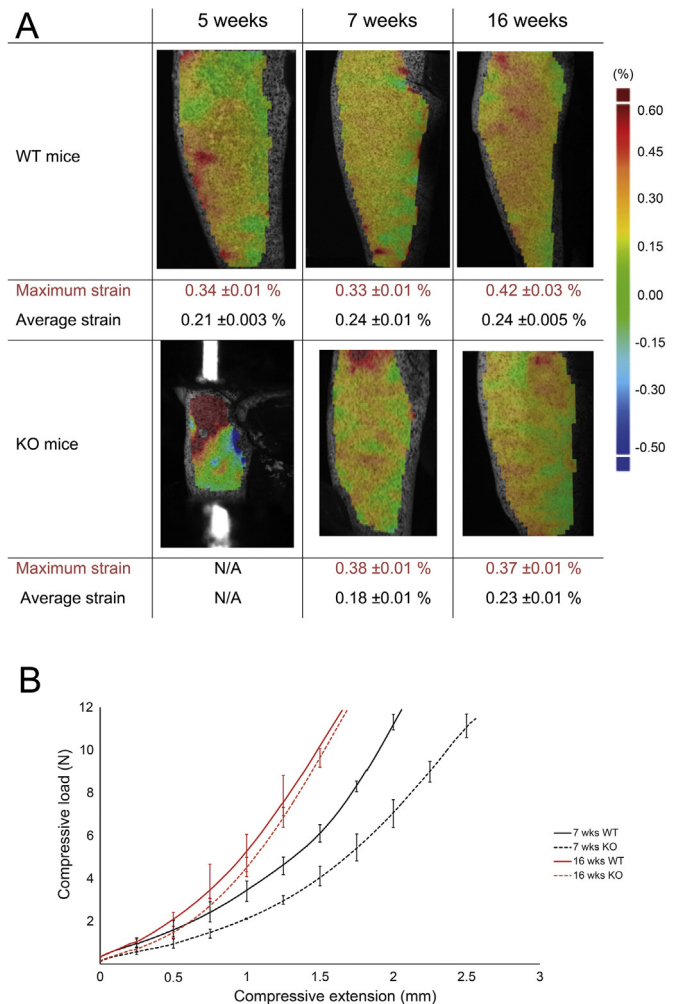 A
5 weeks 7 weeks 16 weeks
(%)
WT mice
0.60
0.45
0.30
0.15
0.00
-0.15
-0.30
-0.50
Maximum strain 0.34 ±0.01 % 0.33 ±0.01 % 0.42 ±0.03 %
Average strain 0.21 ±0.003 % 0.24 ±0.01 % 0.24 ±0.005 %
KO mice
Maximum strain N/A 0.38 ±0.01 % 0.37 ±0.01 %
Average strain N/A 0.18 ±0.01 % 0.23 ±0.01 %
B
Compressive load (N)
12
10
8
6
4
2
7 wks WT
7 wks KO
16 wks WT
16 wks KO
0 0.5 1 1.5 2 2.5 3
Compressive extension (mm)